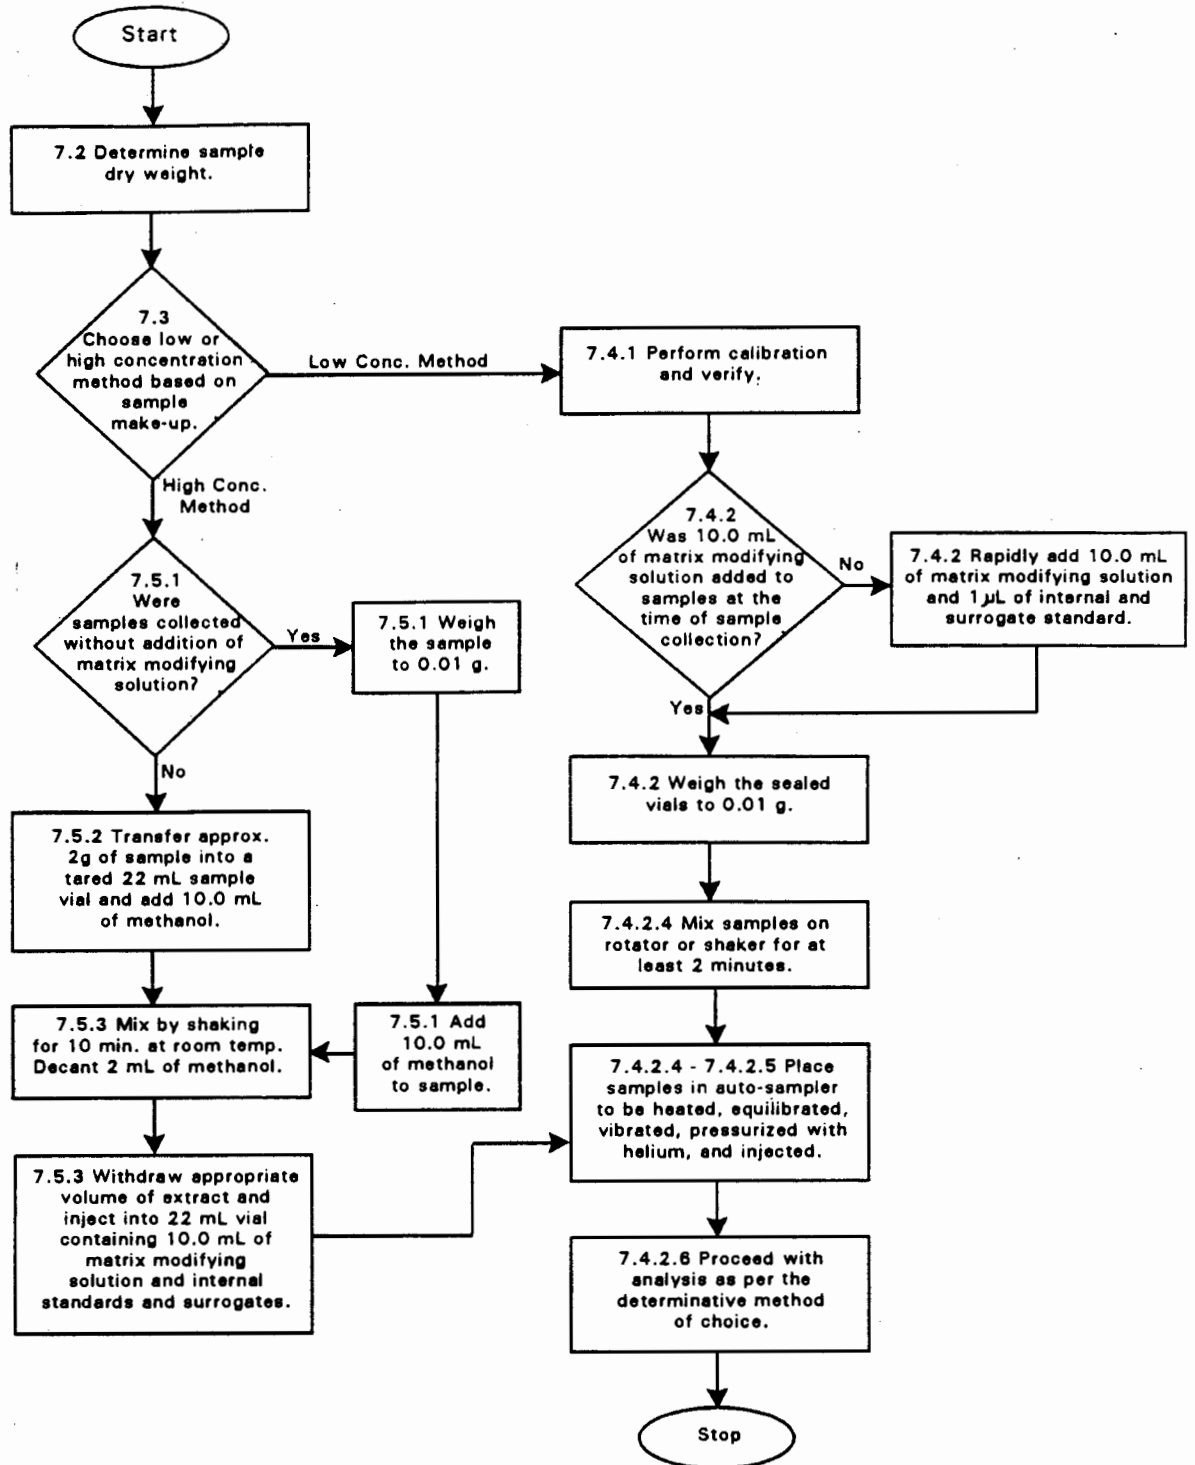 Start
7.2 Determine sample
dry weight.
7.3
Choose low or
high concentration
method based on
sample
make-up.
Low Conc. Method
7.4.1 Perform calibration
and verify.
High Conc.
Method
7.4.2
Was 10.0 mL
of matrix modifying
solution added to
samples at the
time of sample
collection?
No
7.4.2 Rapidly add 10.0 mL
of matrix modifying solution
and 1 µL of internal and
surrogate standard.
7.5.1
Were
samples collected
without addition of
matrix modifying
solution?
Yes
7.5.1 Weigh
the sample
to 0.01 g.
Yes
No
7.4.2 Weigh the sealed
vials to 0.01 g.
7.5.2 Transfer approx.
2g of sample into a
tared 22 mL sample
vial and add 10.0 mL
of methanol.
7.4.2.4 Mix samples on
rotator or shaker for at
least 2 minutes.
7.5.3 Mix by shaking
for 10 min. at room temp.
Decant 2 mL of methanol.
7.5.1 Add
10.0 mL
of methanol
to sample.
7.4.2.4 - 7.4.2.5 Place
samples in auto-sampler
to be heated, equilibrated,
vibrated, pressurized with
helium, and injected.
7.5.3 Withdraw appropriate
volume of extract and
inject into 22 mL vial
containing 10.0 mL of
matrix modifying
solution and internal
standards and surrogates.
7.4.2.6 Proceed with
analysis as per the
determinative method
of choice.
Stop